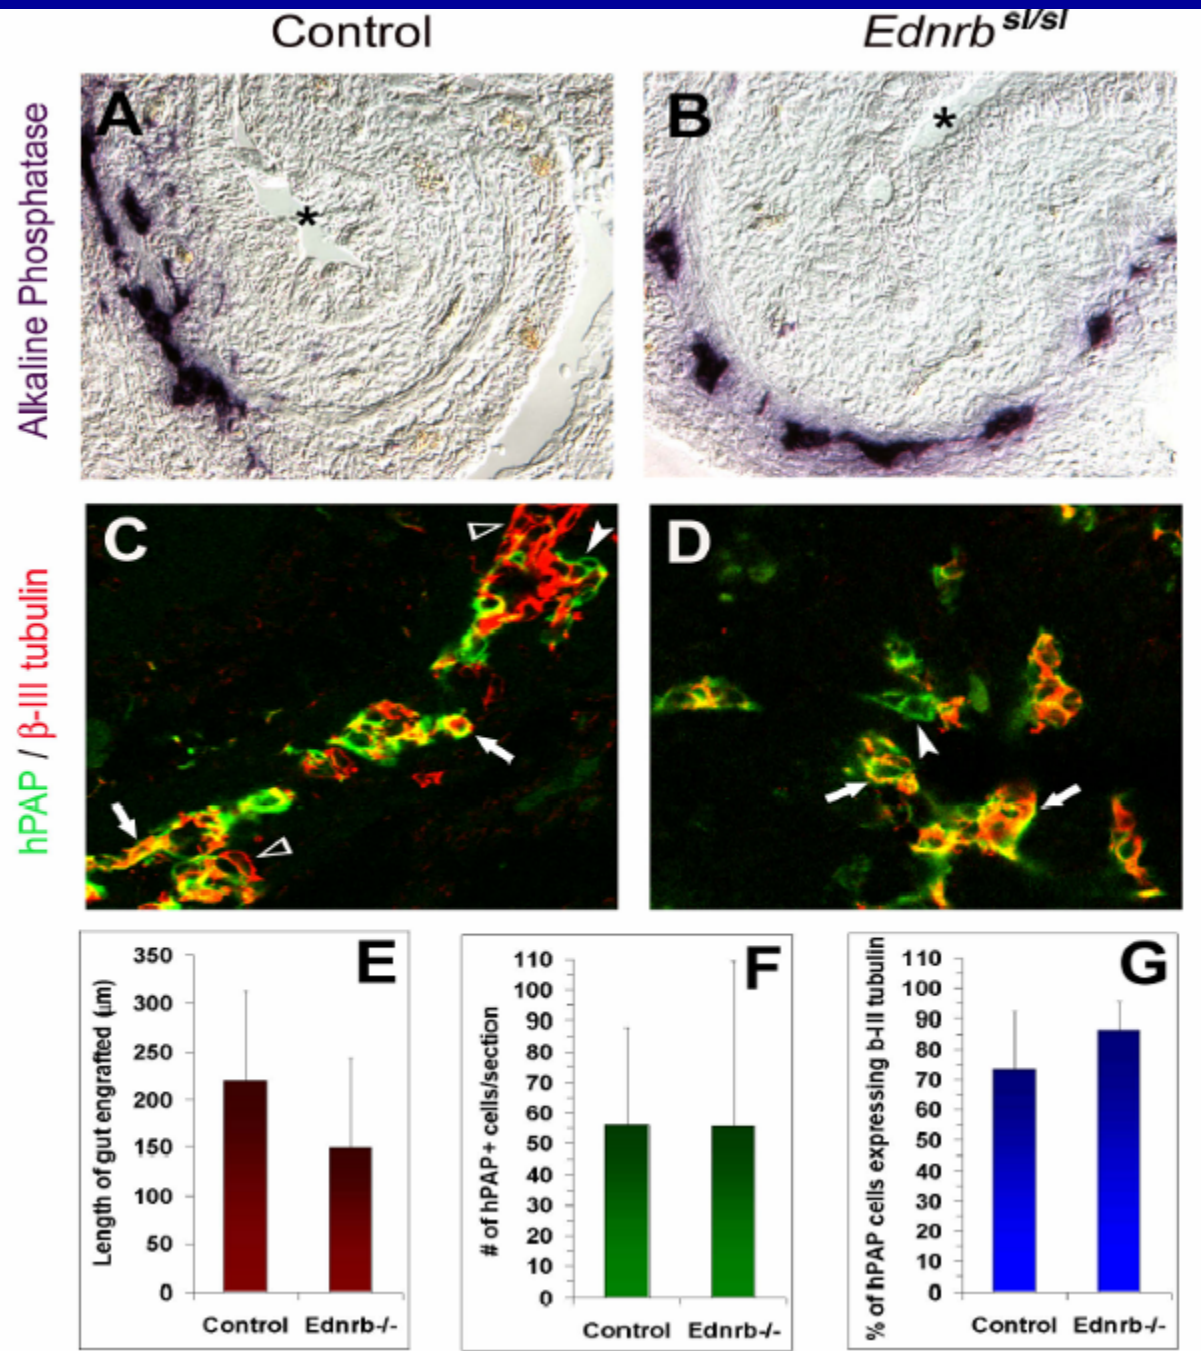 Control
Ednrb sl/sl
Alkaline Phosphatase
A
*
B
*
hPAP / β-III tubulin
C
D
E
Length of gut engrafted (µm)
350
300
250
200
150
100
50
0
Control Ednrb-/-
F
# of hPAP+ cells/section
110
100
90
80
70
60
50
40
30
20
10
0
Control Ednrb-/-
G
% of hPAP cells expressing b-III tubulin
110
100
90
80
70
60
50
40
30
20
10
0
Control Ednrb-/-